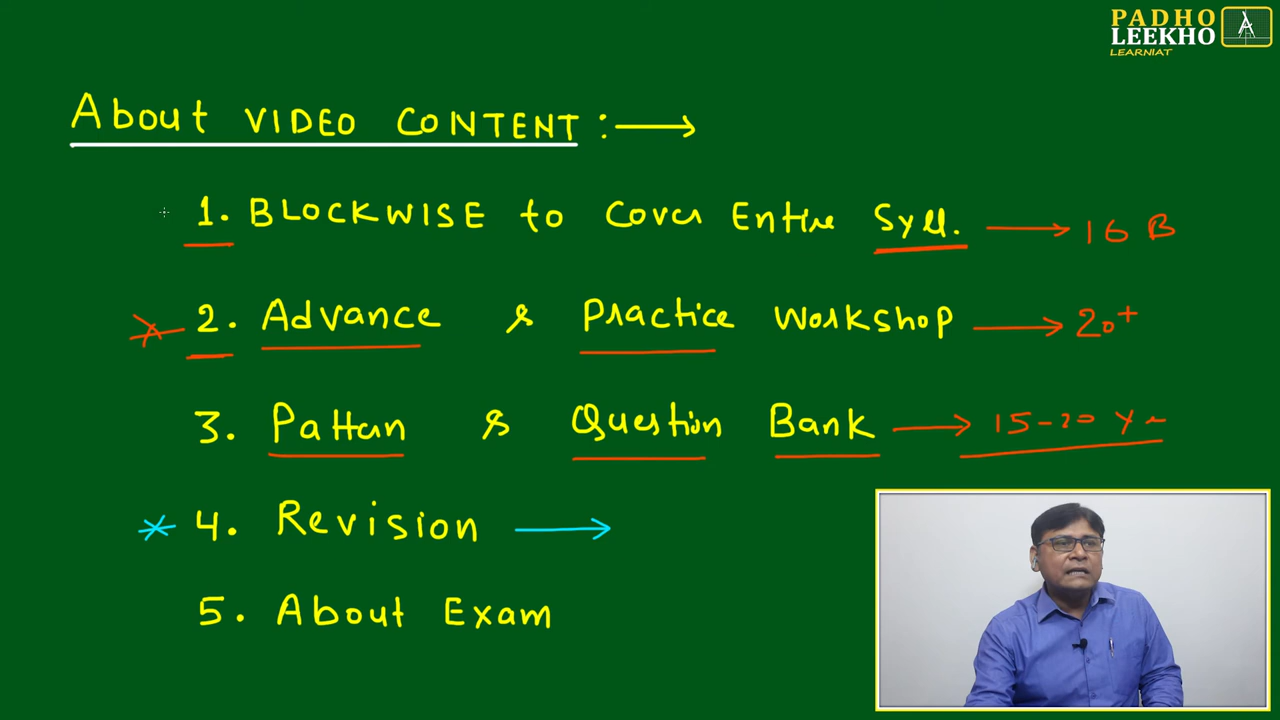 PADHO
LEEKHO
LEARNIAT
About VIDEO CONTENT :→
1. BLOCKWISE to Cover Entire Syll. → 16 B
2. Advance & Practice Workshop → 20+
3. Pattern & Question Bank → 15-20 Yr
4. Revision →
5. About Exam